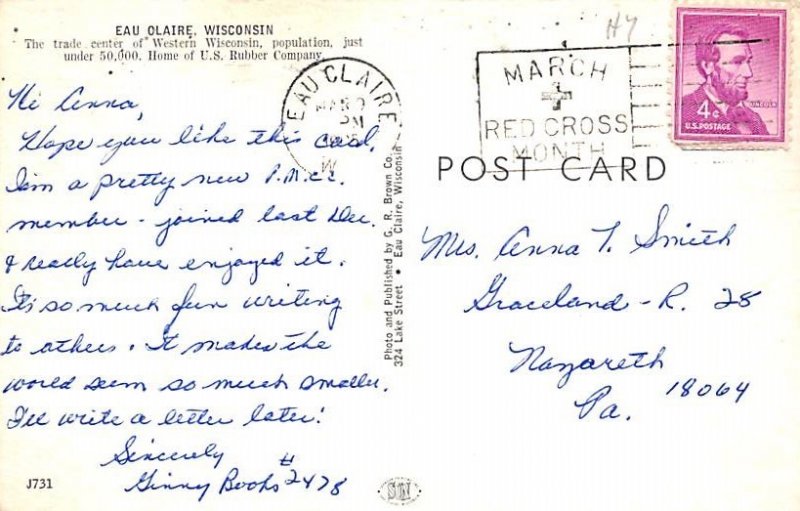 EAU CLAIRE, WISCONSIN
The trade center of Western Wisconsin, population, just
under 50,000. Home of U.S. Rubber Company.
Hi Anna,
Hope you like this card.
I'm a pretty new P.M.C.C.
member - joined last Dec.
& really have enjoyed it.
It's so much fun writing
to others. It makes the
world seem so much smaller.
I'll write a letter later!
Sincerely
Ginny Books #2478
J731
Photo and Published by G. R. Brown Co.
324 Lake Street • Eau Claire, Wisconsin
EAU CLAIRE
MAR
PM
W
MARCH
RED CROSS
MONTH
LINCOLN
4¢
U.S. POSTAGE
POST CARD
Mrs. Anna T. Smith
Graceland - R. 28
Nazareth
Pa. 18064